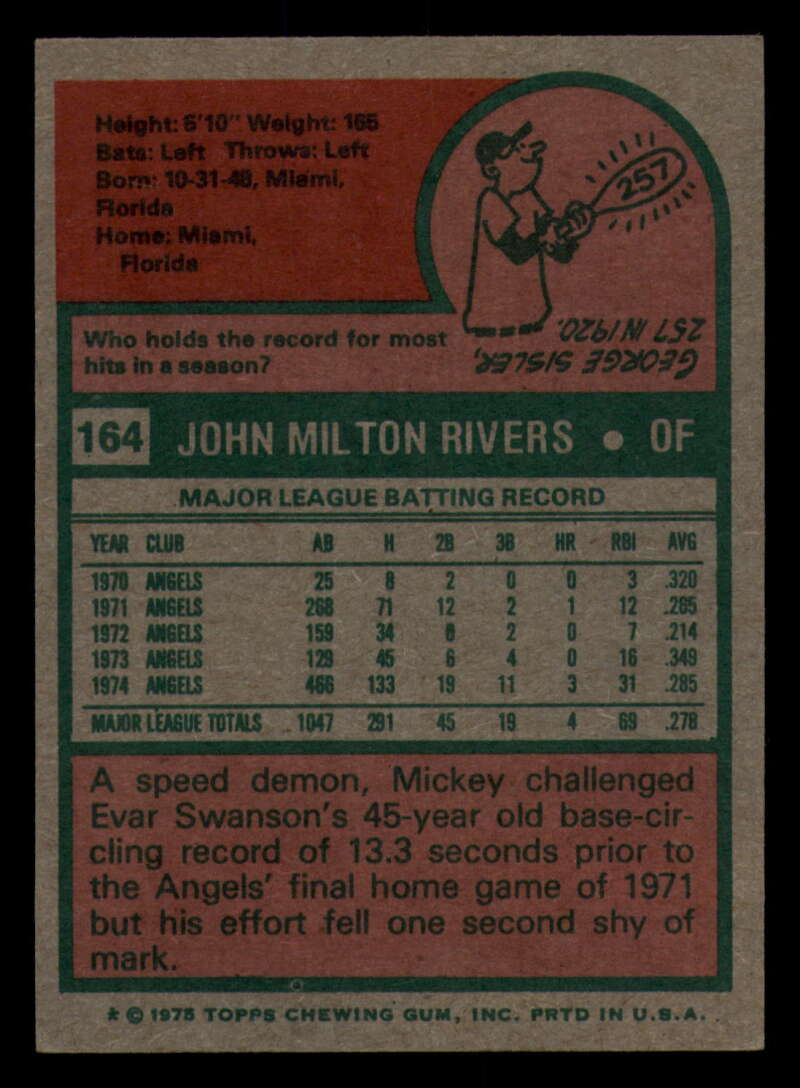 Height: 5'10" Weight: 165
Bats: Left Throws: Left
Born: 10-31-48, Miami,
Florida
Home: Miami,
Florida
257
Who holds the record for most
hits in a season?
GEORGE SISLER,
257 IN 1920.
164 JOHN MILTON RIVERS • OF
MAJOR LEAGUE BATTING RECORD
YEAR CLUB AB H 2B 3B HR RBI AVG
1970 ANGELS 25 8 2 0 0 3 .320
1971 ANGELS 268 71 12 2 1 12 .265
1972 ANGELS 159 34 6 2 0 7 .214
1973 ANGELS 129 45 6 4 0 16 .349
1974 ANGELS 466 133 19 11 3 31 .285
MAJOR LEAGUE TOTALS 1047 291 45 19 4 69 .278
A speed demon, Mickey challenged
Evar Swanson's 45-year old base-cir-
cling record of 13.3 seconds prior to
the Angels' final home game of 1971
but his effort fell one second shy of
mark.
* © 1975 TOPPS CHEWING GUM, INC. PRTD IN U.S.A.